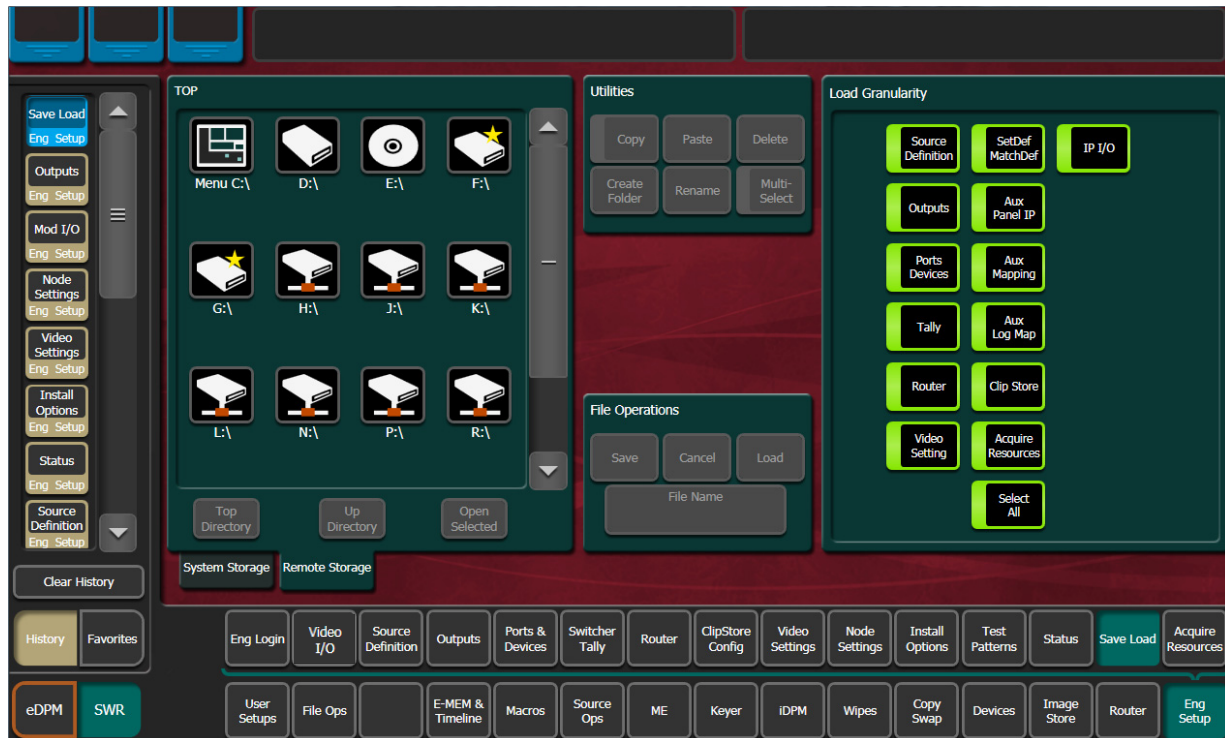 Save Load
Eng Setup
Outputs
Eng Setup
Mod I/O
Eng Setup
Node
Settings
Eng Setup
Video
Settings
Eng Setup
Install
Options
Eng Setup
Status
Eng Setup
Source
Definition
Eng Setup
Clear History
History
Favorites
eDPM
SWR
TOP
Menu C:\
D:\
E:\
F:\
G:\
H:\
J:\
K:\
L:\
N:\
P:\
R:\
Top
Directory
Up
Directory
Open
Selected
System Storage
Remote Storage
Utilities
Copy
Paste
Delete
Create
Folder
Rename
Multi-
Select
File Operations
Save
Cancel
Load
File Name
Load Granularity
Source
Definition
SetDef
MatchDef
IP I/O
Outputs
Aux
Panel IP
Ports
Devices
Aux
Mapping
Tally
Aux
Log Map
Router
Clip Store
Video
Setting
Acquire
Resources
Select
All
Eng Login
Video
I/O
Source
Definition
Outputs
Ports &
Devices
Switcher
Tally
Router
ClipStore
Config
Video
Settings
Node
Settings
Install
Options
Test
Patterns
Status
Save Load
Acquire
Resources
User
Setups
File Ops
E-MEM &
Timeline
Macros
Source
Ops
ME
Keyer
iDPM
Wipes
Copy
Swap
Devices
Image
Store
Router
Eng
Setup